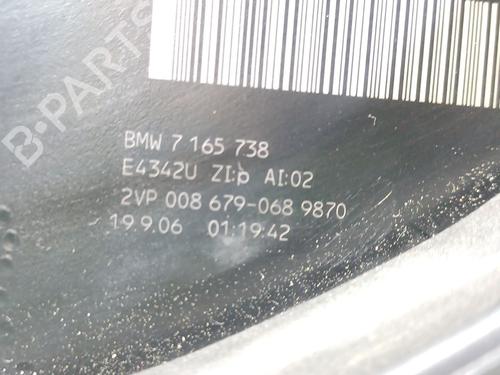 B-PARTS
BMW 7 165 738
E4342U ZI:b AI:02
2VP 008 679-068 9870
19.9.06 01:19:42